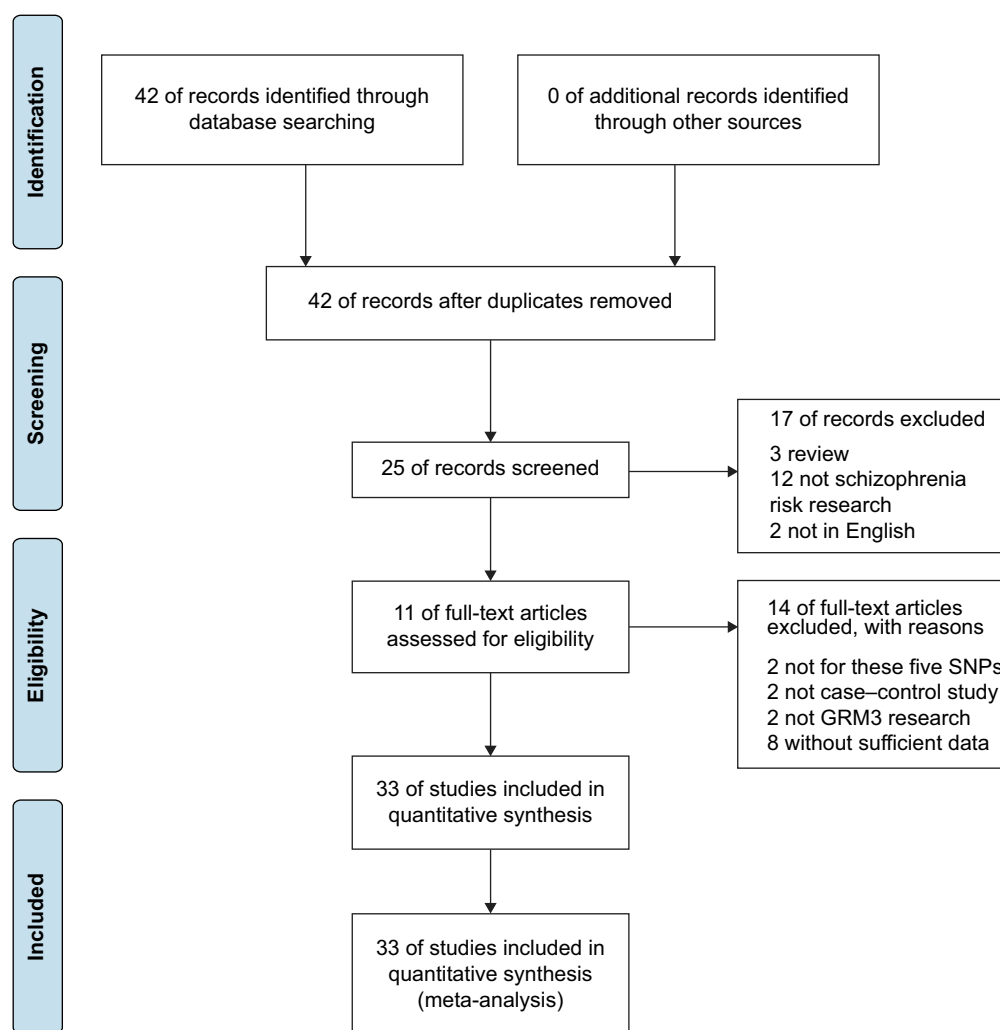 Identification
42 of records identified through
database searching
0 of additional records identified
through other sources
Screening
42 of records after duplicates removed
25 of records screened
17 of records excluded
3 review
12 not schizophrenia
risk research
2 not in English
Eligibility
11 of full-text articles
assessed for eligibility
14 of full-text articles
excluded, with reasons
2 not for these five SNPs
2 not case–control study
2 not GRM3 research
8 without sufficient data
Included
33 of studies included in
quantitative synthesis
33 of studies included in
quantitative synthesis
(meta-analysis)